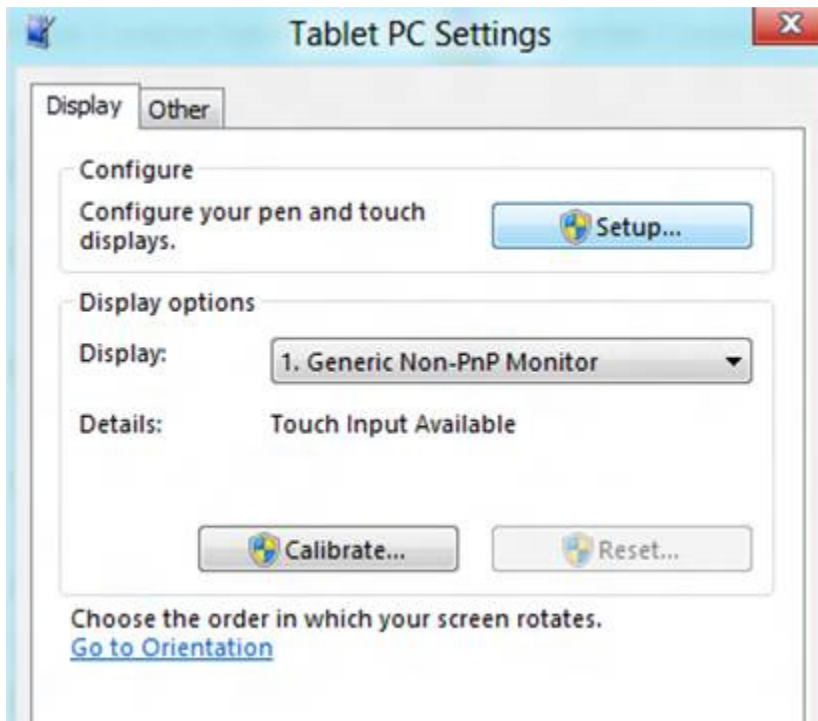 Tablet PC Settings
x
Display
Other
Configure
Configure your pen and touch
displays.
Setup...
Display options
Display:
1. Generic Non-PnP Monitor
Details:
Touch Input Available
Calibrate...
Reset...
Choose the order in which your screen rotates.
Go to Orientation